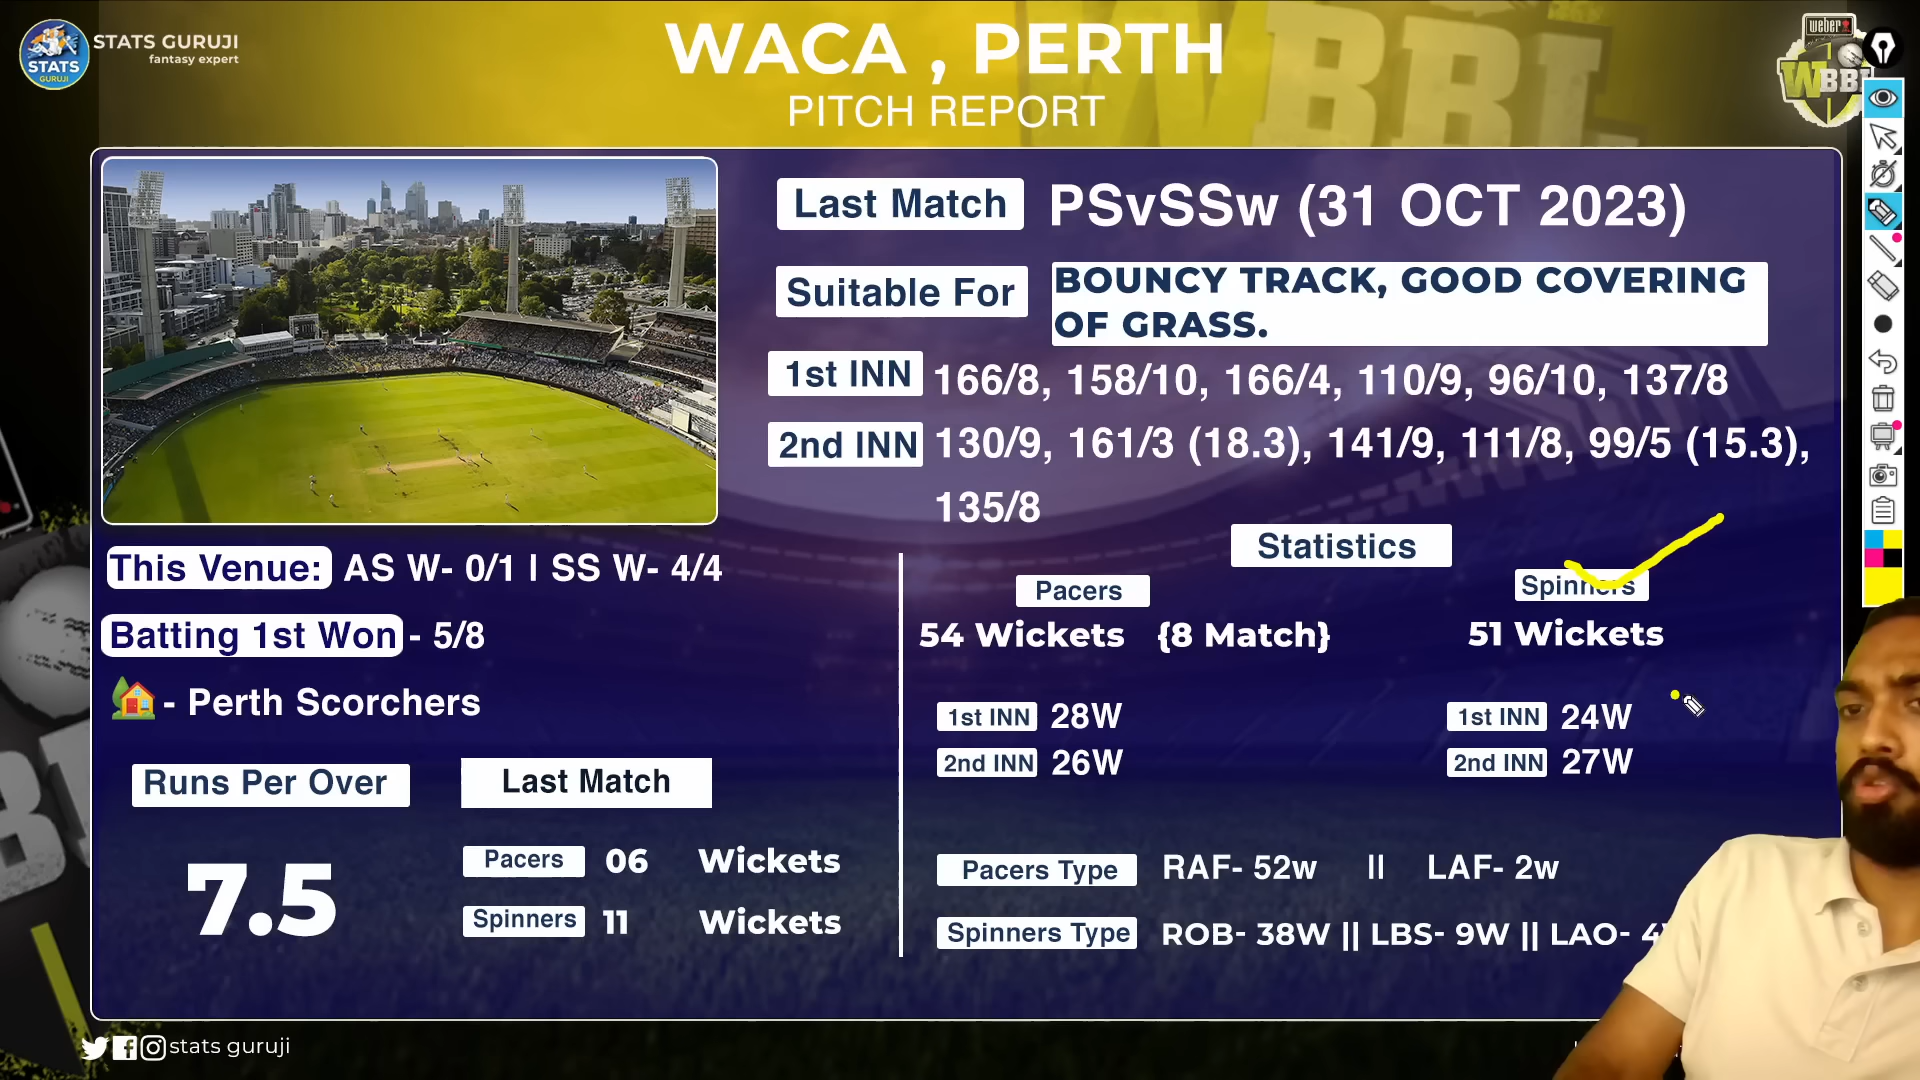 STATS GURUJI
fantasy expert
STATS
GURUJI
WACA , PERTH
PITCH REPORT
weber
WBBL
Last Match PSvSSw (31 OCT 2023)
Suitable For BOUNCY TRACK, GOOD COVERING
OF GRASS.
1st INN 166/8, 158/10, 166/4, 110/9, 96/10, 137/8
2nd INN 130/9, 161/3 (18.3), 141/9, 111/8, 99/5 (15.3),
135/8
This Venue: AS W- 0/1 | SS W- 4/4
Batting 1st Won - 5/8
- Perth Scorchers
Runs Per Over
7.5
Last Match
Pacers 06 Wickets
Spinners 11 Wickets
Statistics
Pacers Spinners
54 Wickets {8 Match} 51 Wickets
1st INN 28W 1st INN 24W
2nd INN 26W 2nd INN 27W
Pacers Type RAF- 52w || LAF- 2w
Spinners Type ROB- 38W || LBS- 9W || LAO- 4
stats guruji